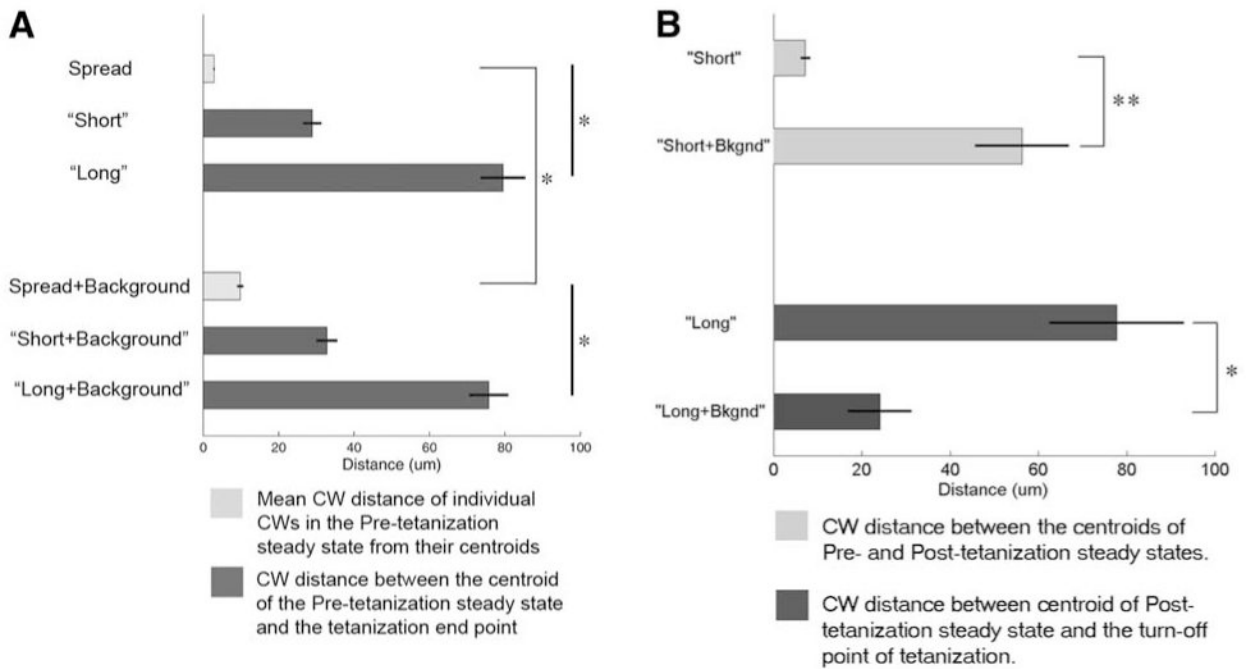 A
Spread
“Short”
*
“Long”
*
Spread+Background
“Short+Background”
*
“Long+Background”
0 20 40 60 80 100
Distance (um)
Mean CW distance of individual
CWs in the Pre-tetanization
steady state from their centroids
CW distance between the centroid
of the Pre-tetanization steady state
and the tetanization end point
B
"Short"
**
"Short+Bkgnd"
"Long"
*
"Long+Bkgnd"
0 20 40 60 80 100
Distance (um)
CW distance between the centroids of
Pre- and Post-tetanization steady states.
CW distance between centroid of Post-
tetanization steady state and the turn-off
point of tetanization.